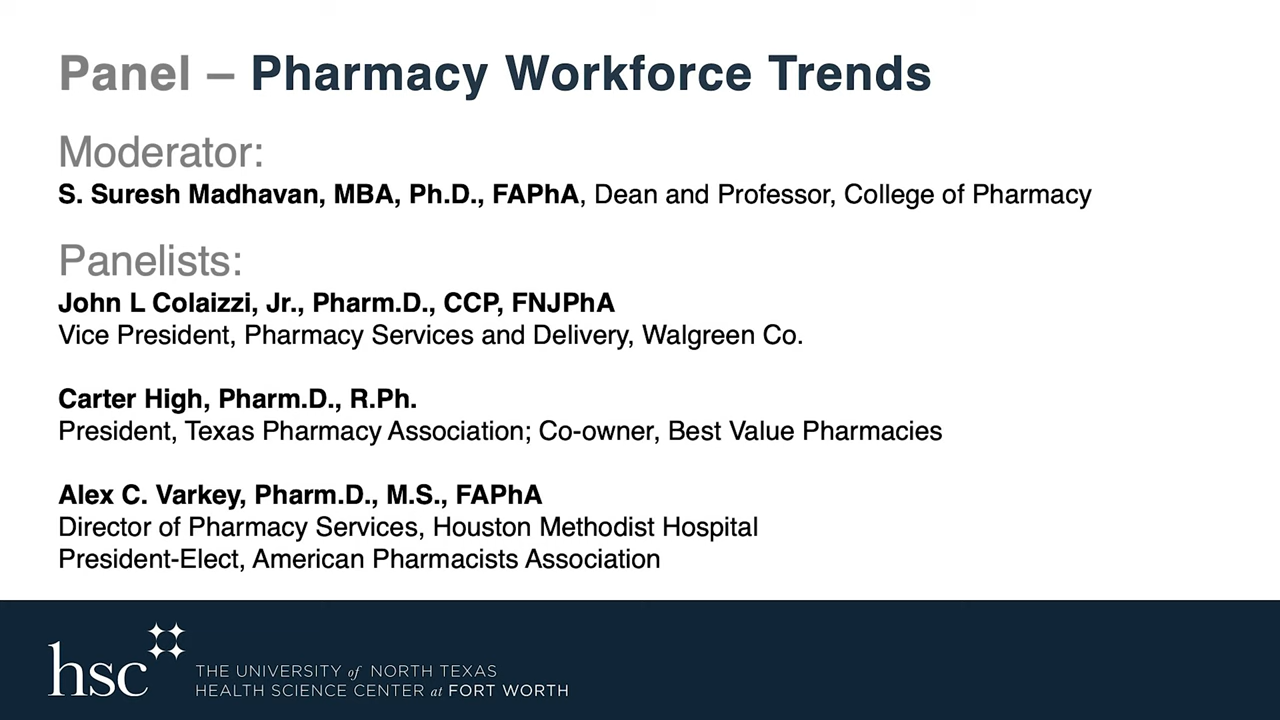 Panel – Pharmacy Workforce Trends
Moderator:
S. Suresh Madhavan, MBA, Ph.D., FAPhA, Dean and Professor, College of Pharmacy
Panelists:
John L Colaizzi, Jr., Pharm.D., CCP, FNJPhA
Vice President, Pharmacy Services and Delivery, Walgreen Co.
Carter High, Pharm.D., R.Ph.
President, Texas Pharmacy Association; Co-owner, Best Value Pharmacies
Alex C. Varkey, Pharm.D., M.S., FAPhA
Director of Pharmacy Services, Houston Methodist Hospital
President-Elect, American Pharmacists Association
hsc
THE UNIVERSITY of NORTH TEXAS
HEALTH SCIENCE CENTER at FORT WORTH